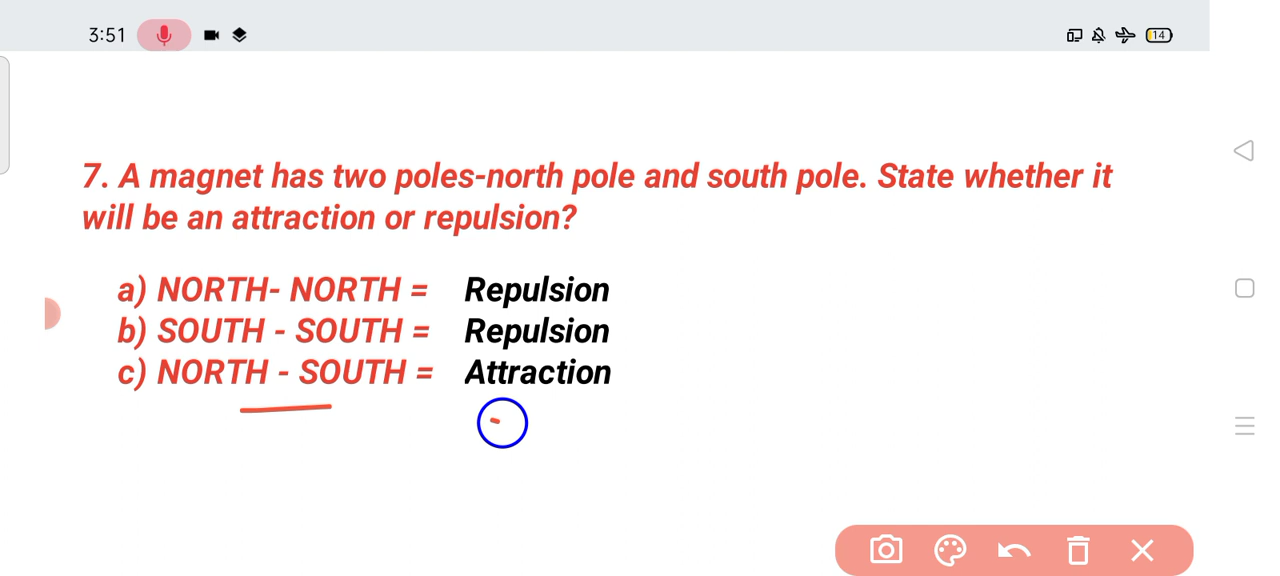 3:51
14
7. A magnet has two poles-north pole and south pole. State whether it
will be an attraction or repulsion?
a) NORTH- NORTH = Repulsion
b) SOUTH - SOUTH = Repulsion
c) NORTH - SOUTH = Attraction